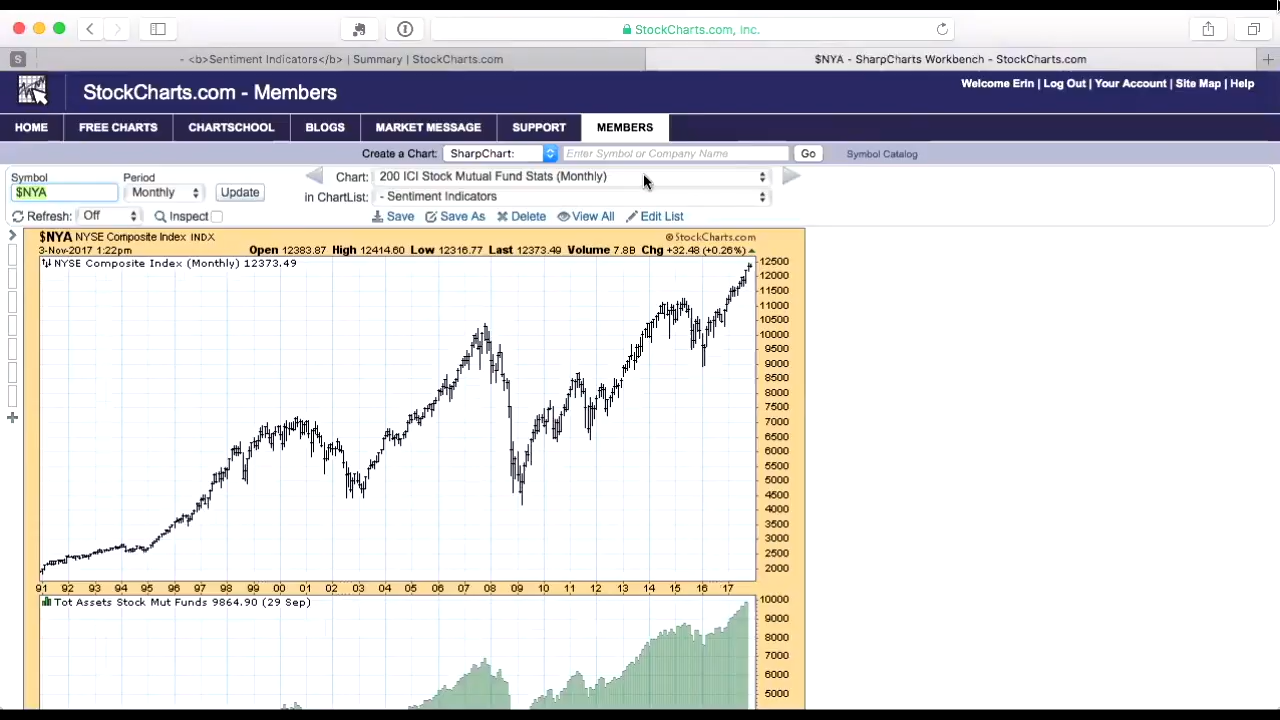 StockCharts.com, Inc.
S
- <b>Sentiment Indicators</b> | Summary | StockCharts.com
$NYA - SharpCharts Workbench - StockCharts.com
StockCharts.com - Members
Welcome Erin | Log Out | Your Account | Site Map | Help
HOME
FREE CHARTS
CHARTSCHOOL
BLOGS
MARKET MESSAGE
SUPPORT
MEMBERS
Create a Chart: SharpChart: Enter Symbol or Company Name Go Symbol Catalog
Symbol
Period
Chart: 200 ICI Stock Mutual Fund Stats (Monthly)
$NYA Monthly Update
in ChartList: - Sentiment Indicators
Refresh: Off Inspect
Save Save As Delete View All Edit List
$NYA NYSE Composite Index INDX
© StockCharts.com
3-Nov-2017 1:22pm
Open 12383.87 High 12414.60 Low 12316.77 Last 12373.49 Volume 7.8B Chg +32.48 (+0.26%)
NYSE Composite Index (Monthly) 12373.49
12500
12000
11500
11000
10500
10000
9500
9000
8500
8000
7500
7000
6500
6000
5500
5000
4500
4000
3500
3000
2500
2000
91 92 93 94 95 96 97 98 99 00 01 02 03 04 05 06 07 08 09 10 11 12 13 14 15 16 17
Tot Assets Stock Mut Funds 9864.90 (29 Sep)
10000
9000
8000
7000
6000
5000